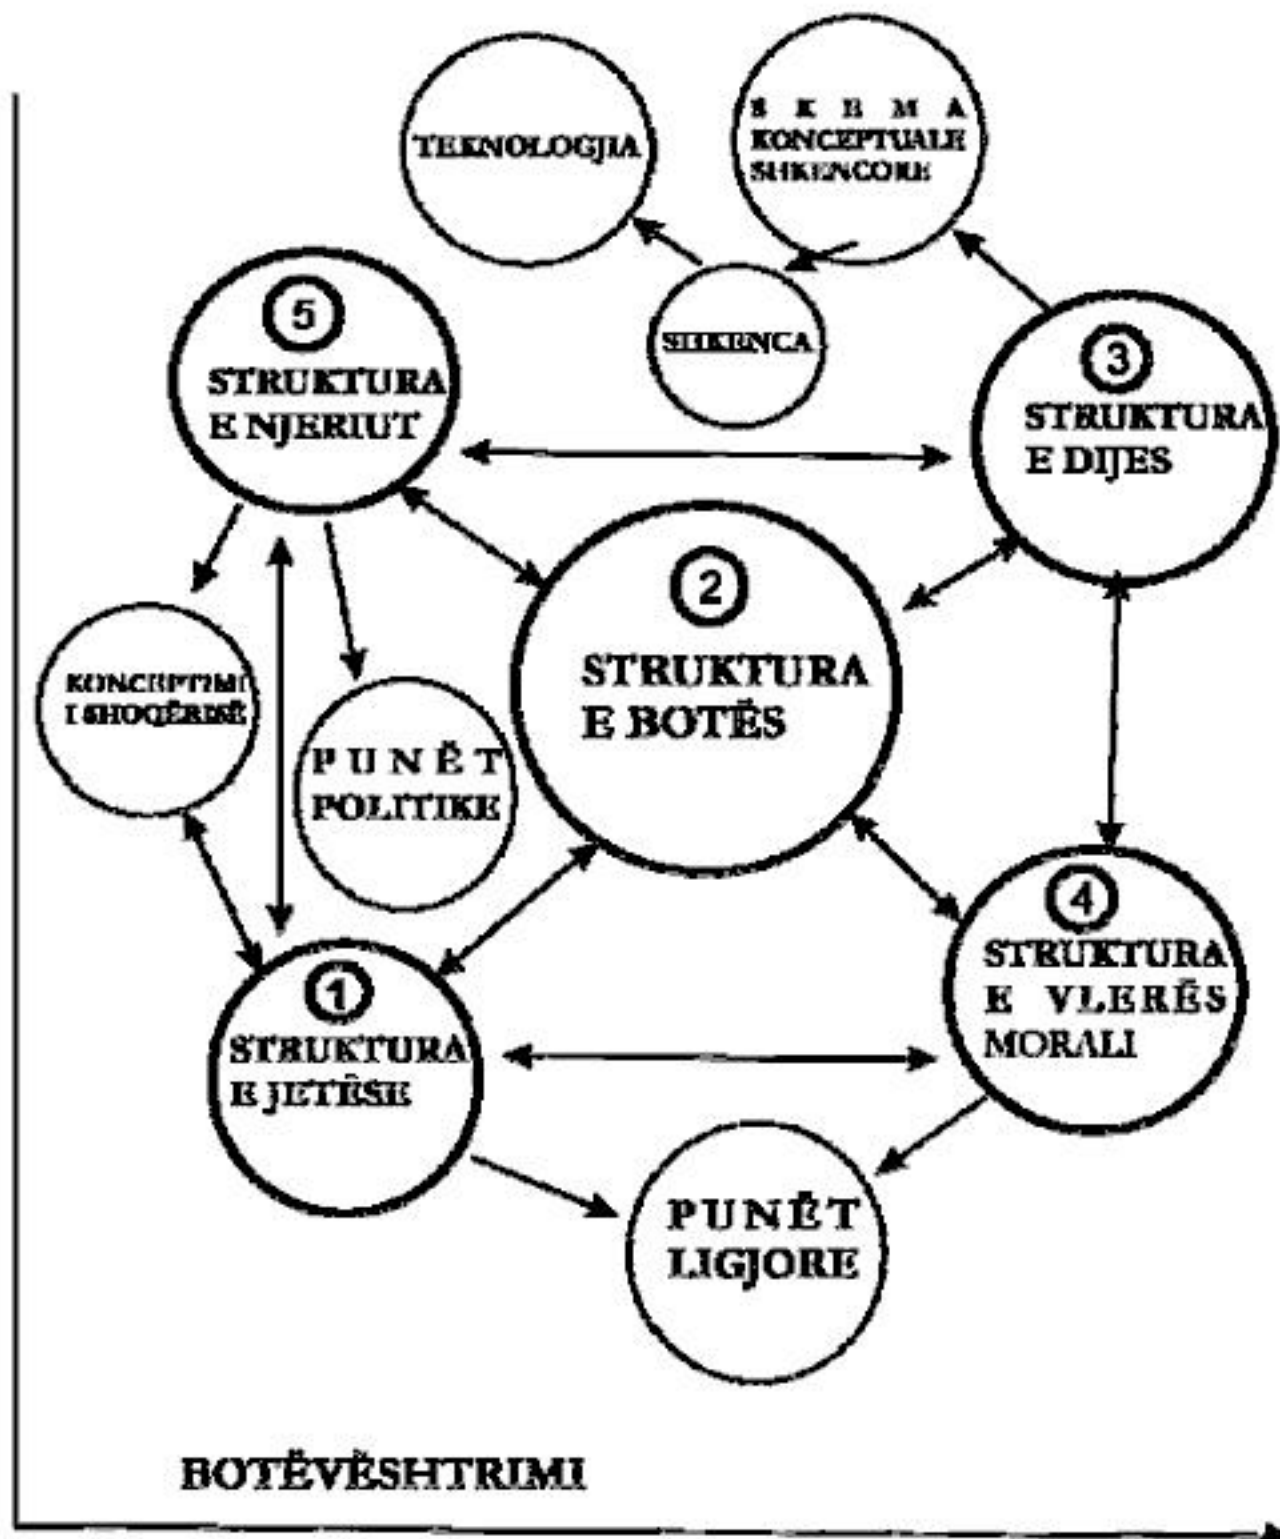 TEKNOLOGJIA
S K E M A
KONCEPTUALE
SHKENCORE
SHKENCA
5
STRUKTURA
E NJERIUT
3
STRUKTURA
E DIJES
2
STRUKTURA
E BOTËS
KONCEPTIMI
I SHOQËRISË
P U N Ë T
POLITIKE
4
STRUKTURA
E VLERËS
MORALI
1
STRUKTURA
E JETËSE
PUNËT
LIGJORE
BOTËVËSHTRIMI